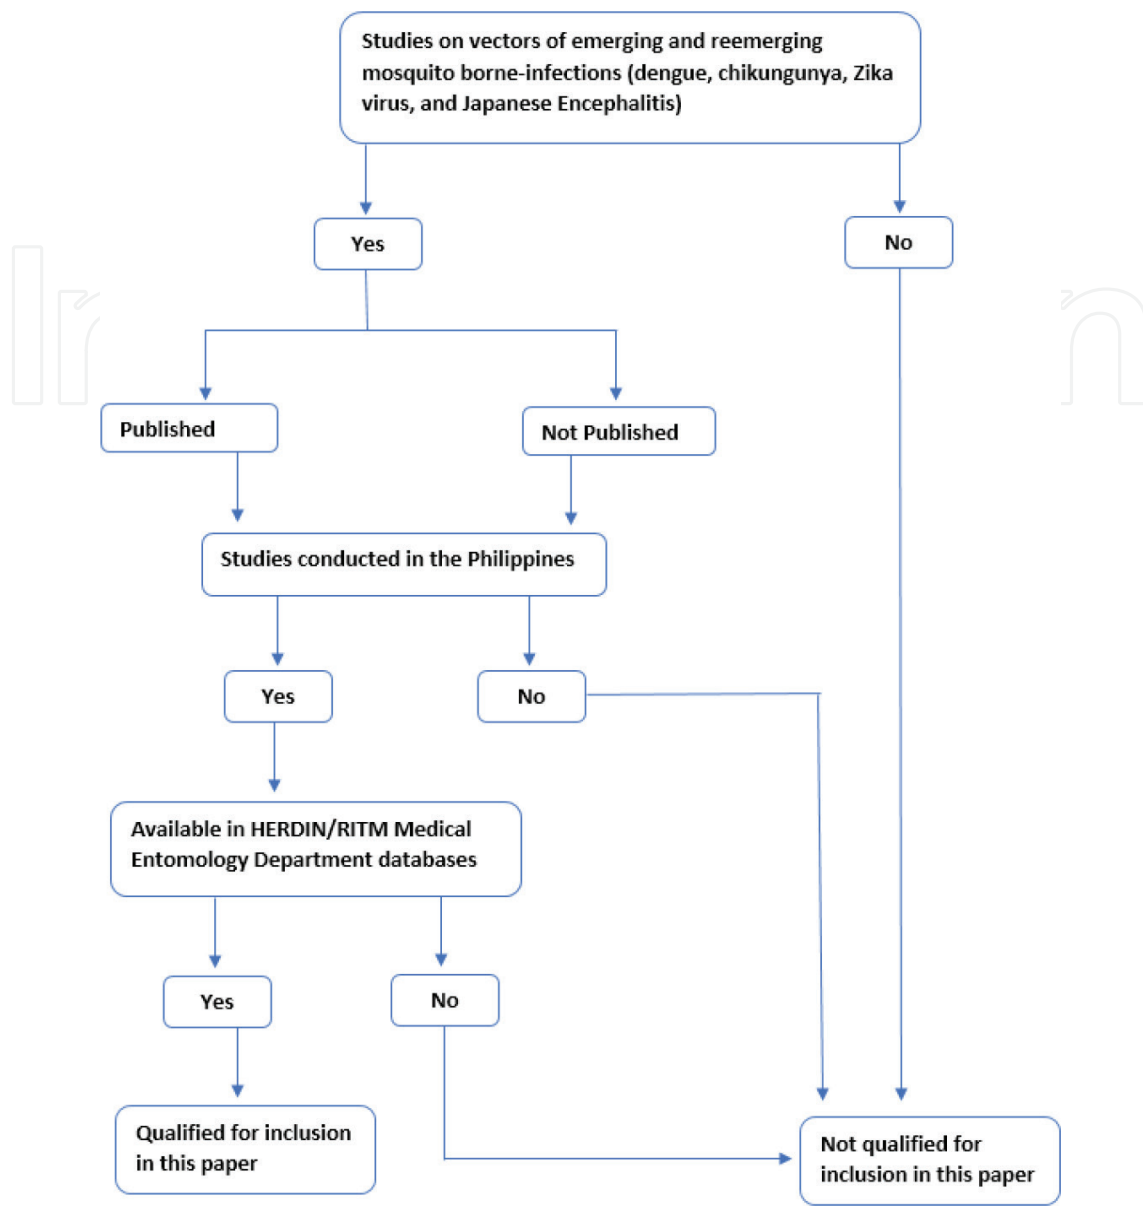 Studies on vectors of emerging and reemerging
mosquito borne-infections (dengue, chikungunya, Zika
virus, and Japanese Encephalitis)
Yes
No
Published
Not Published
Studies conducted in the Philippines
Yes
No
Available in HERDIN/RITM Medical
Entomology Department databases
Yes
No
Qualified for inclusion
in this paper
Not qualified for
inclusion in this paper